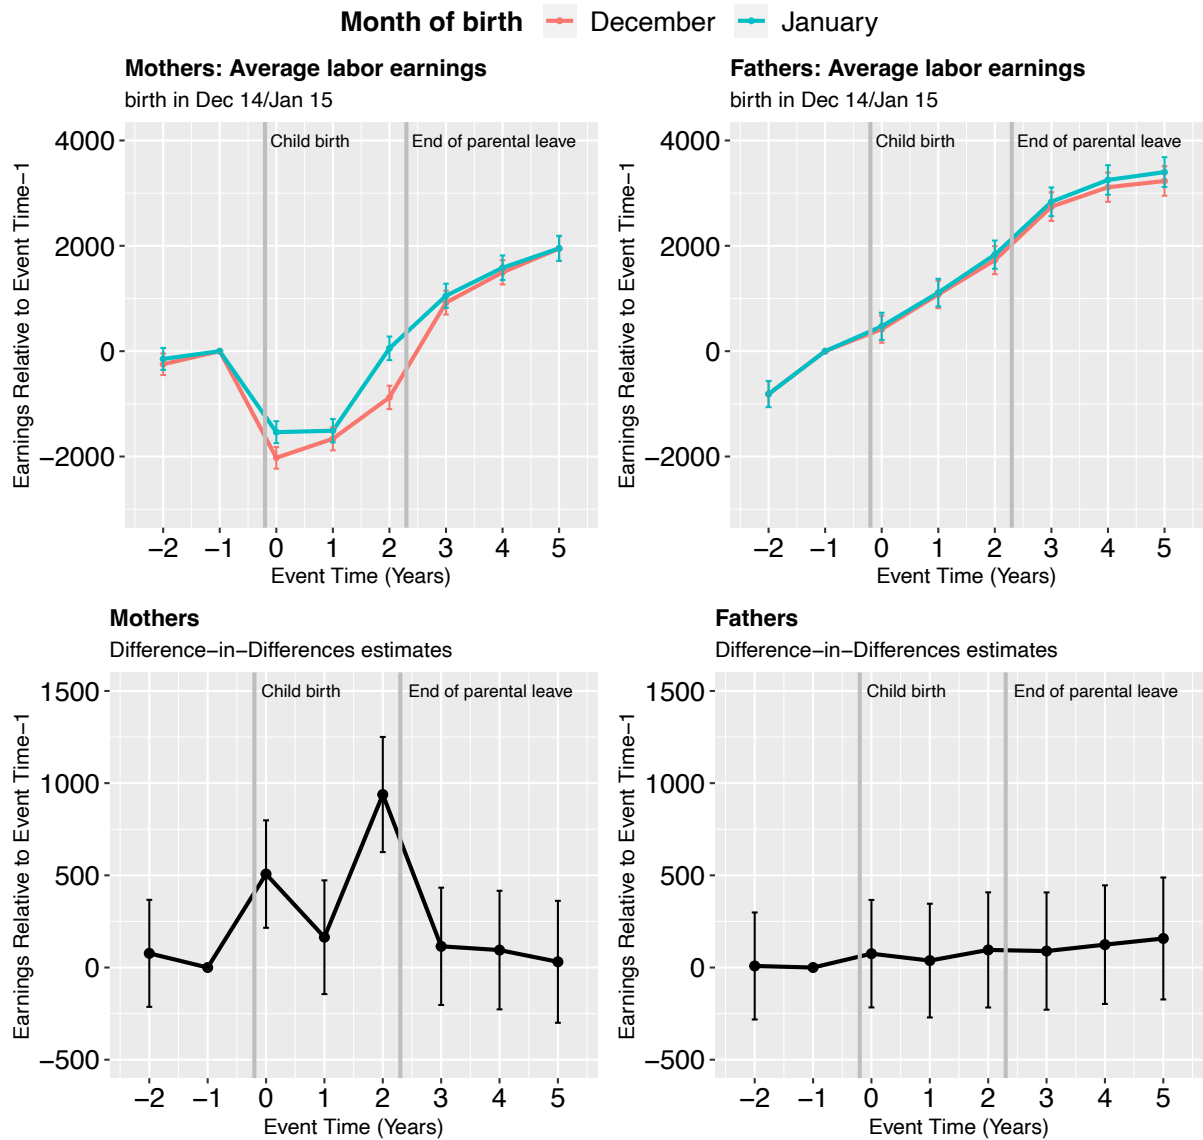 Month of birth December January
Mothers: Average labor earnings
birth in Dec 14/Jan 15
Earnings Relative to Event Time−1
4000
2000
0
−2000
Child birth
End of parental leave
−2 −1 0 1 2 3 4 5
Event Time (Years)
Fathers: Average labor earnings
birth in Dec 14/Jan 15
Earnings Relative to Event Time−1
4000
2000
0
−2000
Child birth
End of parental leave
−2 −1 0 1 2 3 4 5
Event Time (Years)
Mothers
Difference−in−Differences estimates
Earnings Relative to Event Time−1
1500
1000
500
0
−500
Child birth
End of parental leave
−2 −1 0 1 2 3 4 5
Event Time (Years)
Fathers
Difference−in−Differences estimates
Earnings Relative to Event Time−1
1500
1000
500
0
−500
Child birth
End of parental leave
−2 −1 0 1 2 3 4 5
Event Time (Years)